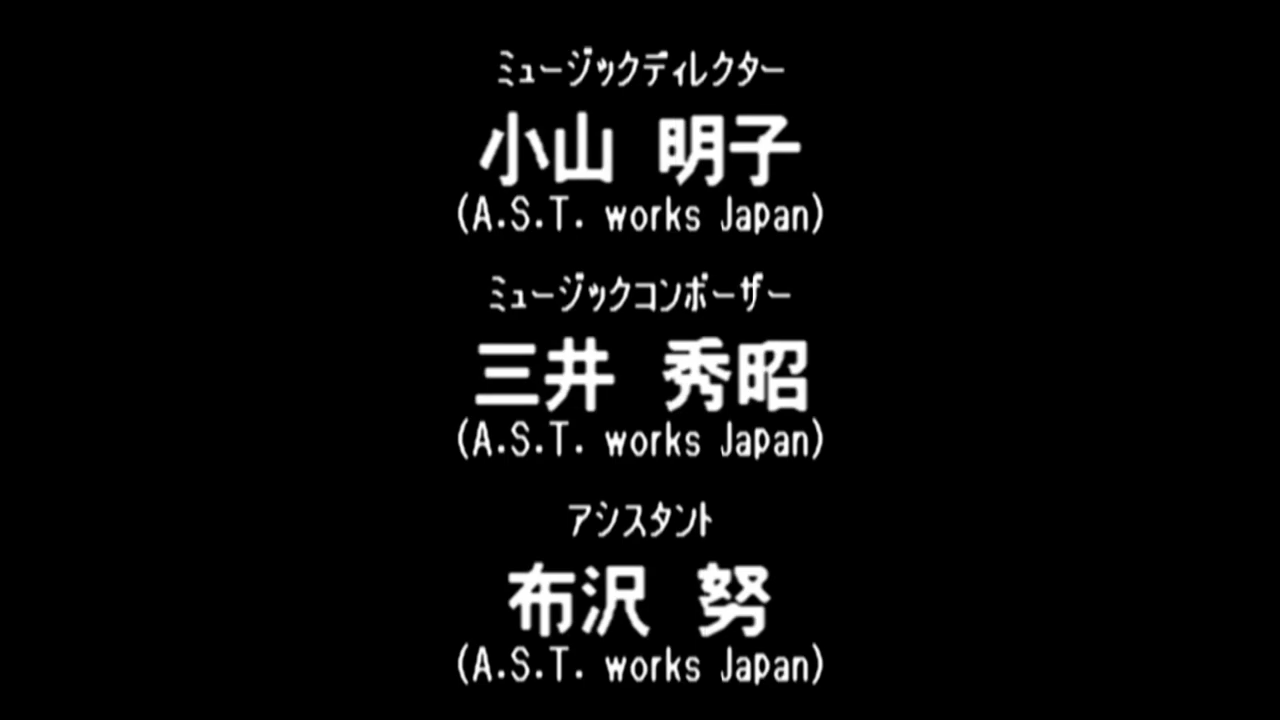 ミュージックディレクター
小山 明子
(A.S.T. works Japan)
ミュージックコンポーザー
三井 秀昭
(A.S.T. works Japan)
アシスタント
布沢 努
(A.S.T. works Japan)